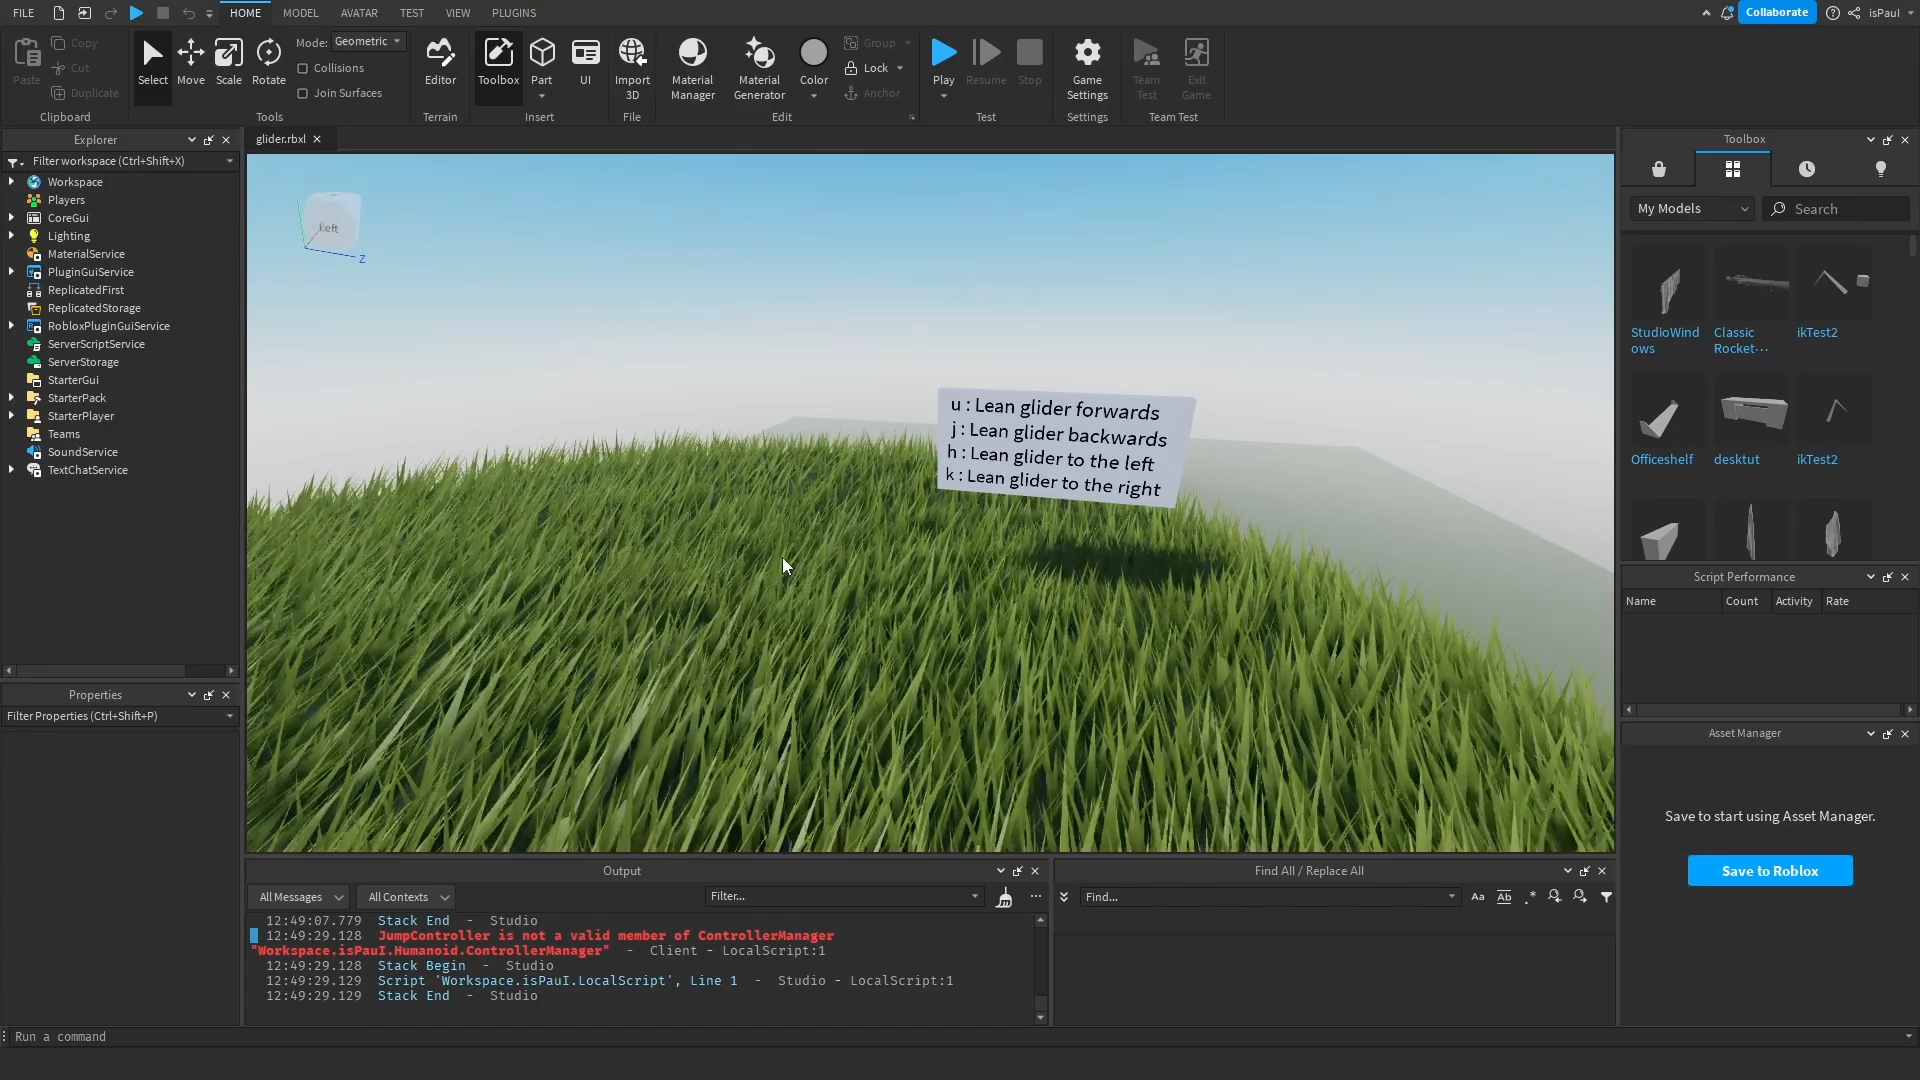 FILE
HOME
MODEL
AVATAR
TEST
VIEW
PLUGINS
Collaborate
isPaul
Paste
Copy
Cut
Duplicate
Clipboard
Select
Move
Scale
Rotate
Mode: Geometric
Collisions
Join Surfaces
Tools
Editor
Terrain
Toolbox
Part
UI
Insert
Import
3D
File
Material
Manager
Material
Generator
Color
Group
Lock
Anchor
Edit
Play
Resume
Stop
Test
Game
Settings
Settings
Team
Test
Exit
Game
Team Test
Explorer
Filter workspace (Ctrl+Shift+X)
Workspace
Players
CoreGui
Lighting
MaterialService
PluginGuiService
ReplicatedFirst
ReplicatedStorage
RobloxPluginGuiService
ServerScriptService
ServerStorage
StarterGui
StarterPack
StarterPlayer
Teams
SoundService
TextChatService
Properties
Filter Properties (Ctrl+Shift+P)
glider.rbxl
Left
Z
u : Lean glider forwards
j : Lean glider backwards
h : Lean glider to the left
k : Lean glider to the right
Toolbox
My Models
Search
StudioWind
ows
Classic
Rocket...
ikTest2
Officeshelf
desktut
ikTest2
Script Performance
Name Count Activity Rate
Asset Manager
Save to start using Asset Manager.
Save to Roblox
Output
All Messages
All Contexts
Filter...
12:49:07.779 Stack End - Studio
12:49:29.128 JumpController is not a valid member of ControllerManager
"Workspace.isPauI.Humanoid.ControllerManager" - Client - LocalScript:1
12:49:29.128 Stack Begin - Studio
12:49:29.129 Script 'Workspace.isPauI.LocalScript', Line 1 - Studio - LocalScript:1
12:49:29.129 Stack End - Studio
Find All / Replace All
Find...
Aa
Ab
.*
Run a command